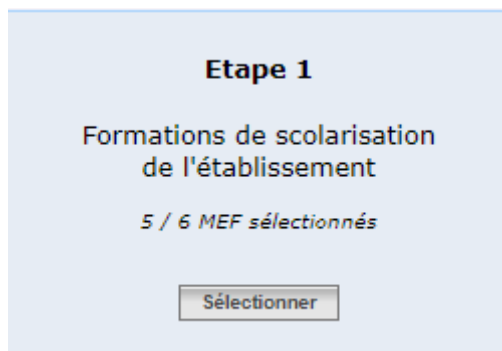 Etape 1
Formations de scolarisation
de l'établissement
5 / 6 MEF sélectionnés
Sélectionner